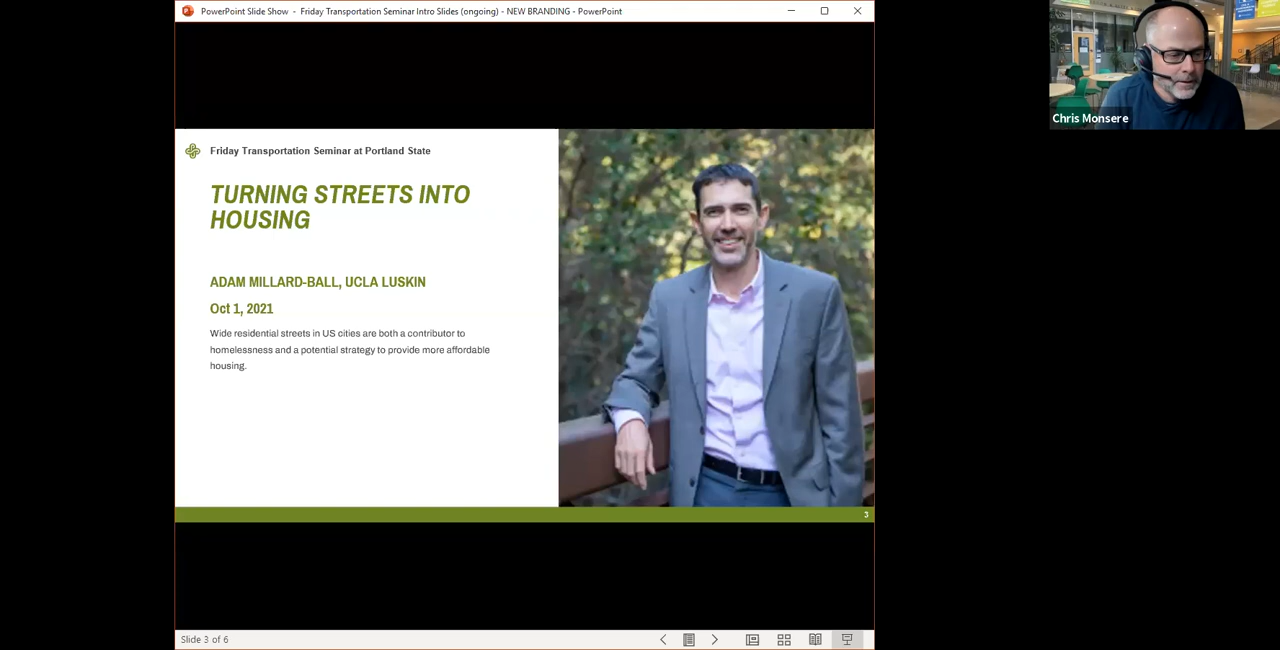 PowerPoint Slide Show - Friday Transportation Seminar Intro Slides (ongoing) - NEW BRANDING - PowerPoint
Chris Monsere
Friday Transportation Seminar at Portland State
TURNING STREETS INTO
HOUSING
ADAM MILLARD-BALL, UCLA LUSKIN
Oct 1, 2021
Wide residential streets in US cities are both a contributor to
homelessness and a potential strategy to provide more affordable
housing.
3
Slide 3 of 6